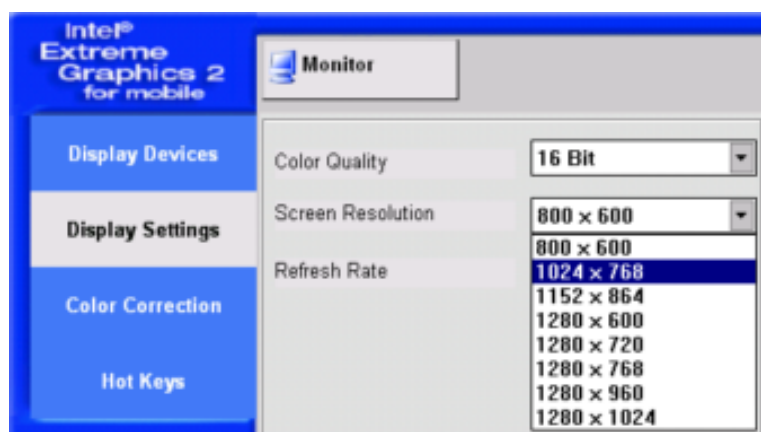 Intel®
Extreme
Graphics 2
for mobile
Monitor
Display Devices
Display Settings
Color Correction
Hot Keys
Color Quality
16 Bit
Screen Resolution
800 x 600
Refresh Rate
800 x 600
1024 x 768
1152 x 864
1280 x 600
1280 x 720
1280 x 768
1280 x 960
1280 x 1024